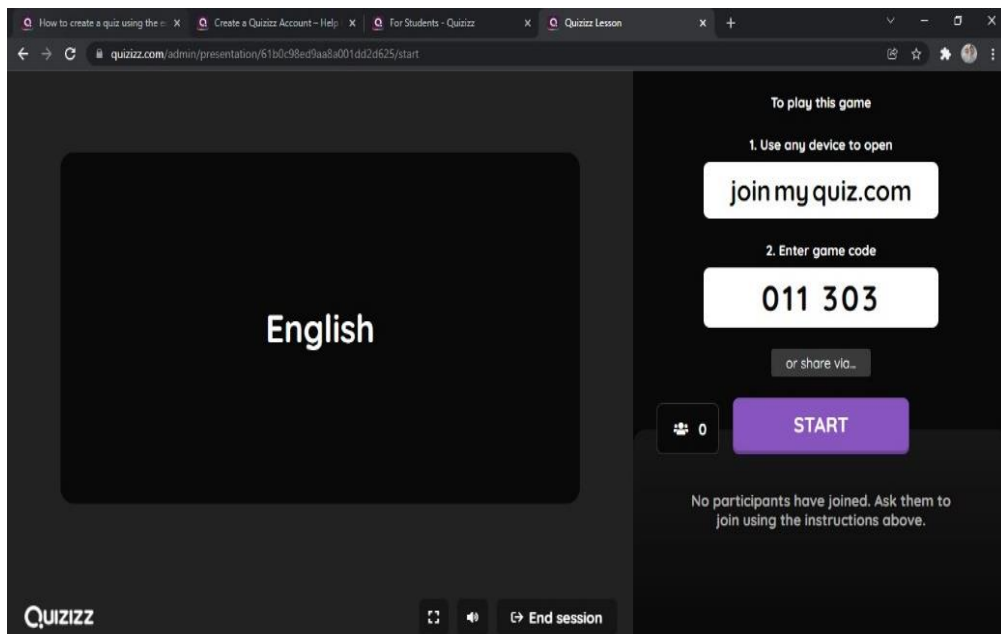 How to create a quiz using the e
Create a Quizizz Account – Help
For Students - Quizizz
Quizizz Lesson
quizizz.com/admin/presentation/61b0c98ed9aa8a001dd2d625/start
To play this game
1. Use any device to open
joinmyquiz.com
2. Enter game code
011 303
or share via...
0
START
No participants have joined. Ask them to
join using the instructions above.
English
Quizizz
End session